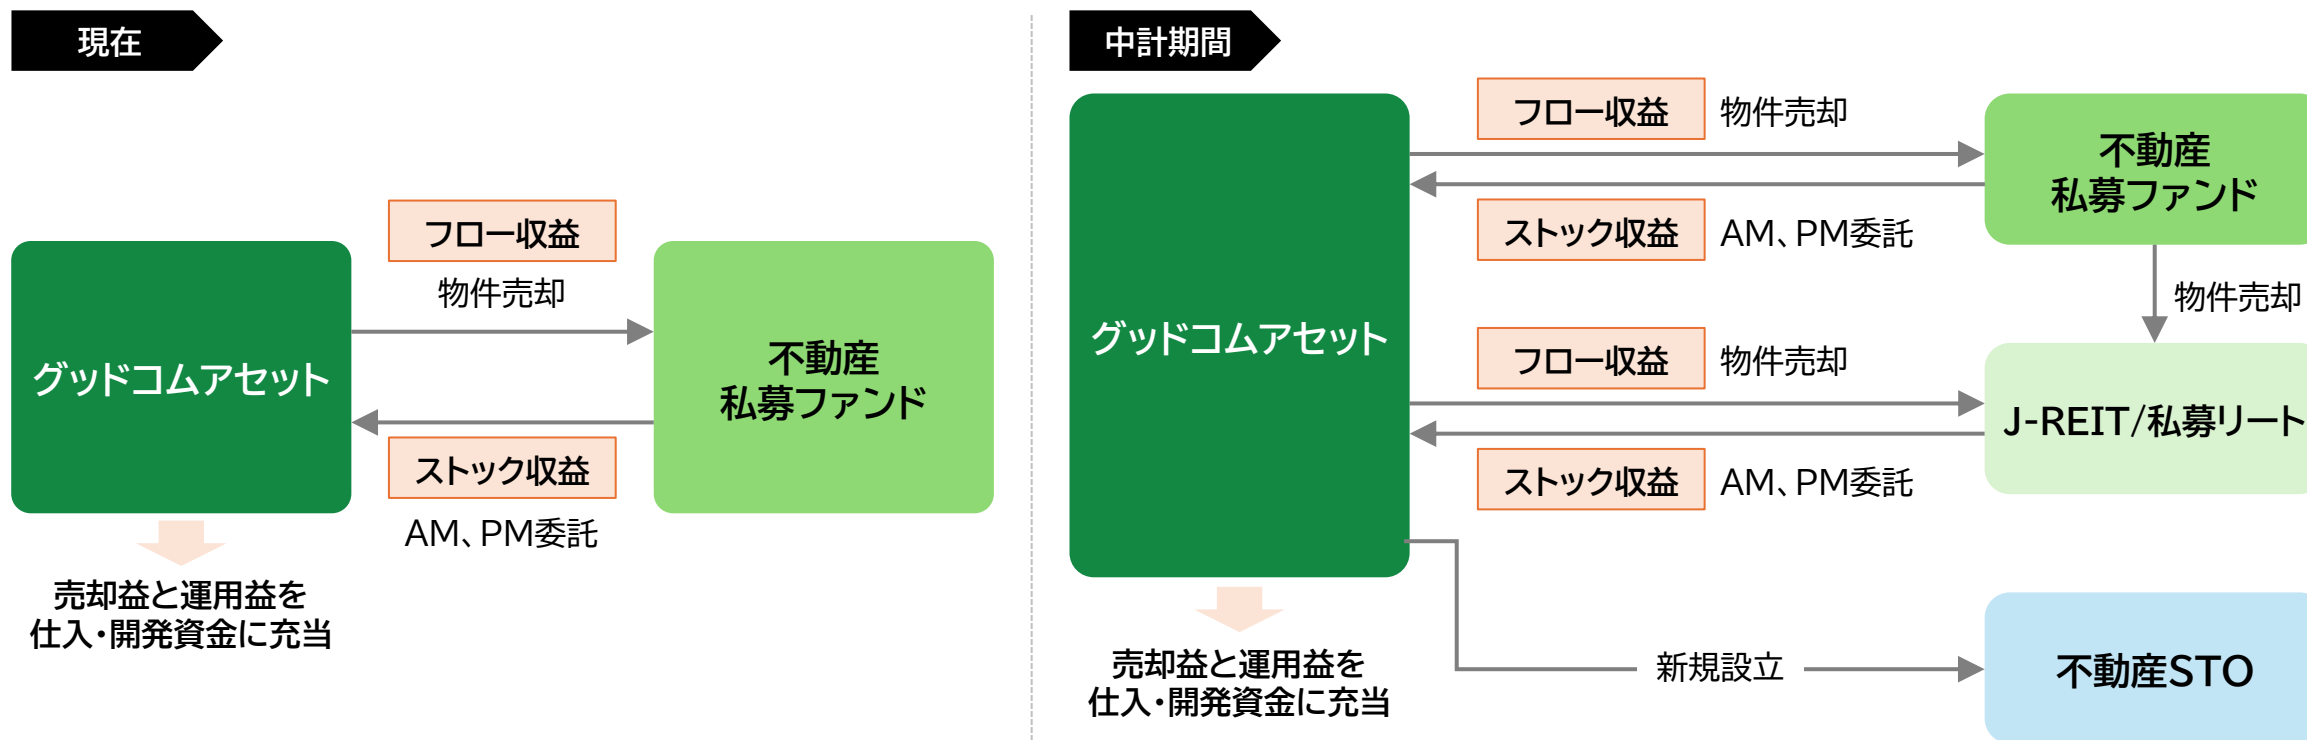 現在
フロー収益
物件売却
グッドコムアセット
不動産
私募ファンド
ストック収益
AM、PM委託
売却益と運用益を
仕入・開発資金に充当
中計期間
フロー収益 物件売却
不動産
私募ファンド
ストック収益 AM、PM委託
物件売却
グッドコムアセット
フロー収益 物件売却
J-REIT/私募リート
ストック収益 AM、PM委託
新規設立
不動産STO
売却益と運用益を
仕入・開発資金に充当